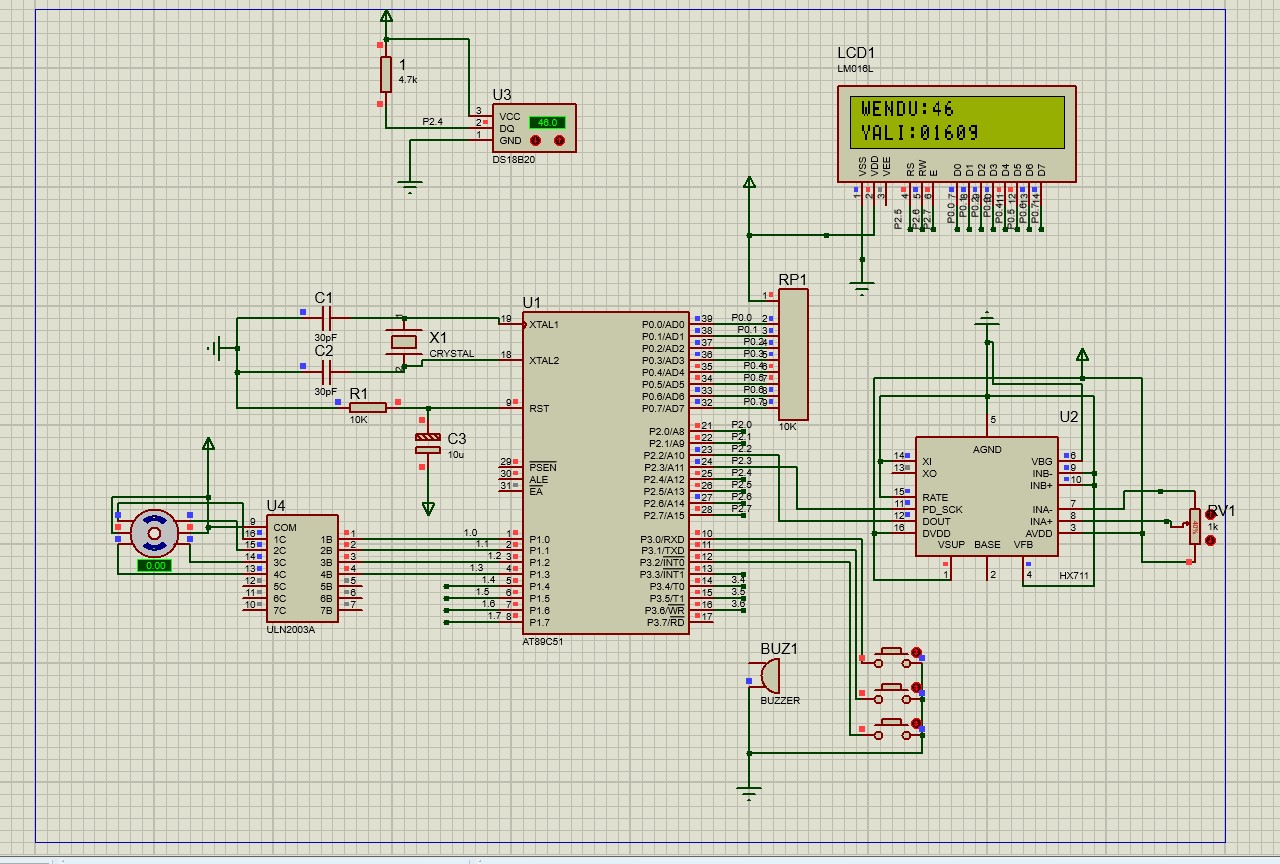 1
4.7k
P2.4
U3
3 VCC
2 DQ
1 GND
46.0
DS18B20
LCD1
LM016L
WENDU:46
YALI:01609
VSS VDD VEE RS RW E D0 D1 D2 D3 D4 D5 D6 D7
1 2 3 4 5 6 7
P2.5 P2.6 P2.7 P0.0
C1
30pF
C2
30pF
X1
CRYSTAL
R1
10K
C3
10u
U1
19 XTAL1
18 XTAL2
9 RST
29 PSEN
30 ALE
31 EA
P0.0/AD0 39 P0.0
P0.1/AD1 38 P0.1
P0.2/AD2 37 P0.2
P0.3/AD3 36 P0.3
P0.4/AD4 35 P0.4
P0.5/AD5 34 P0.5
P0.6/AD6 33 P0.6
P0.7/AD7 32 P0.7
P2.0/A8 21 P2.0
P2.1/A9 22 P2.1
P2.2/A10 23 P2.2
P2.3/A11 24 P2.3
P2.4/A12 25 P2.4
P2.5/A13 26 P2.5
P2.6/A14 27 P2.6
P2.7/A15 28 P2.7
1.0 1 P1.0
1.1 2 P1.1
1.2 3 P1.2
1.3 4 P1.3
1.4 5 P1.4
1.5 6 P1.5
1.6 7 P1.6
1.7 8 P1.7
P3.0/RXD 10
P3.1/TXD 11
P3.2/INT0 12
P3.3/INT1 13
P3.4/T0 14 3.4
P3.5/T1 15 3.5
P3.6/WR 16 3.6
P3.7/RD 17
AT89C51
RP1
1
2
3
4
5
6
7
8
9
10K
U4
9 COM
16 1C 1B 1
15 2C 2B 2
14 3C 3B 3
13 4C 4B 4
12 5C 5B 5
11 6C 6B 6
10 7C 7B 7
ULN2003A
0.00
U2
5
AGND
14 XI
13 XO
15 RATE
11 PD_SCK
12 DOUT
16 DVDD
VBG 6
INB- 9
INB+ 10
INA- 7
INA+ 8
AVDD 3
VSUP BASE VFB
1 2 4
HX711
RV1
1k
BUZ1
BUZZER